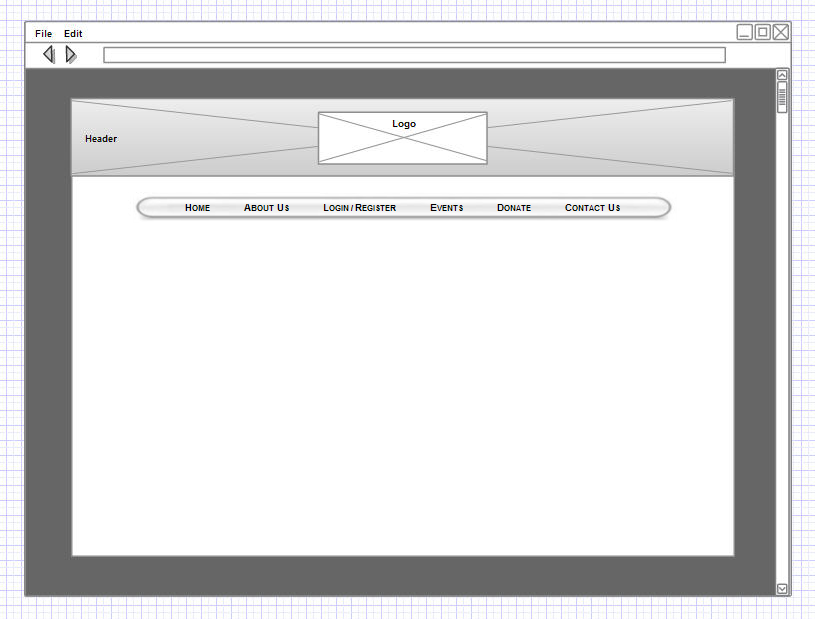 File Edit
Logo
Header
Home About Us Login / Register Events Donate Contact Us